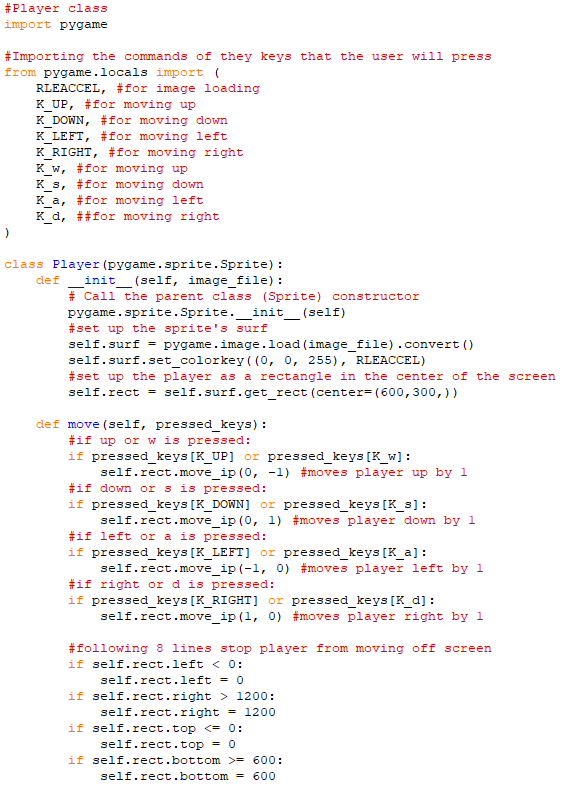 #Player class
import pygame

#Importing the commands of they keys that the user will press
from pygame.locals import (
    RLEACCEL, #for image loading
    K_UP, #for moving up
    K_DOWN, #for moving down
    K_LEFT, #for moving left
    K_RIGHT, #for moving right
    K_w, #for moving up
    K_s, #for moving down
    K_a, #for moving left
    K_d, ##for moving right
)

class Player(pygame.sprite.Sprite):
    def __init__(self, image_file):
        # Call the parent class (Sprite) constructor
        pygame.sprite.Sprite.__init__(self)
        #set up the sprite's surf
        self.surf = pygame.image.load(image_file).convert()
        self.surf.set_colorkey((0, 0, 255), RLEACCEL)
        #set up the player as a rectangle in the center of the screen
        self.rect = self.surf.get_rect(center=(600,300,))

    def move(self, pressed_keys):
        #if up or w is pressed:
        if pressed_keys[K_UP] or pressed_keys[K_w]:
            self.rect.move_ip(0, -1) #moves player up by 1
        #if down or s is pressed:
        if pressed_keys[K_DOWN] or pressed_keys[K_s]:
            self.rect.move_ip(0, 1) #moves player down by 1
        #if left or a is pressed:
        if pressed_keys[K_LEFT] or pressed_keys[K_a]:
            self.rect.move_ip(-1, 0) #moves player left by 1
        #if right or d is pressed:
        if pressed_keys[K_RIGHT] or pressed_keys[K_d]:
            self.rect.move_ip(1, 0) #moves player right by 1

        #following 8 lines stop player from moving off screen
        if self.rect.left < 0:
            self.rect.left = 0
        if self.rect.right > 1200:
            self.rect.right = 1200
        if self.rect.top <= 0:
            self.rect.top = 0
        if self.rect.bottom >= 600:
            self.rect.bottom = 600